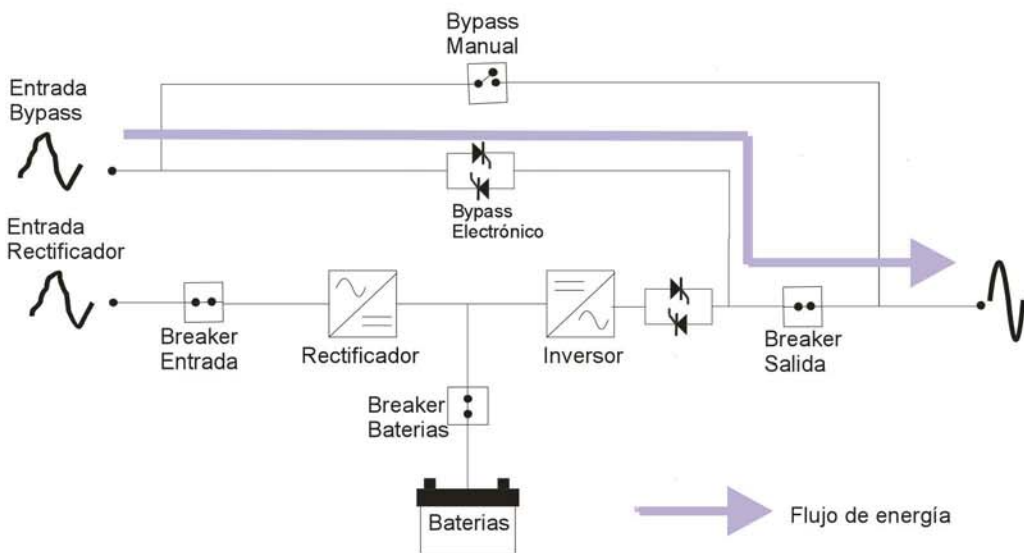 Bypass
Manual
Entrada
Bypass
Bypass
Electrónico
Entrada
Rectificador
Breaker
Entrada
Rectificador
Inversor
Breaker
Salida
Breaker
Baterias
Baterias
Flujo de energía